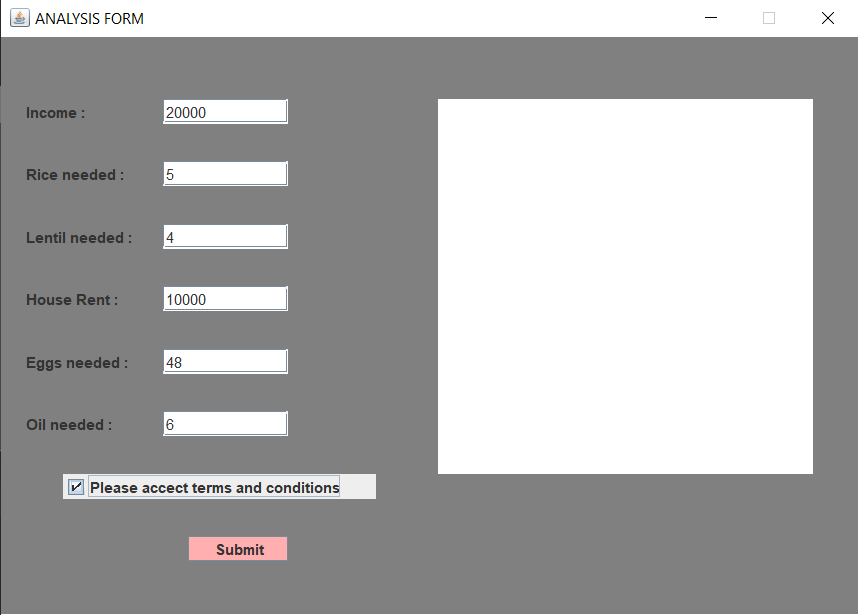 ANALYSIS FORM
Income : 20000
Rice needed : 5
Lentil needed : 4
House Rent : 10000
Eggs needed : 48
Oil needed : 6
Please accect terms and conditions
Submit